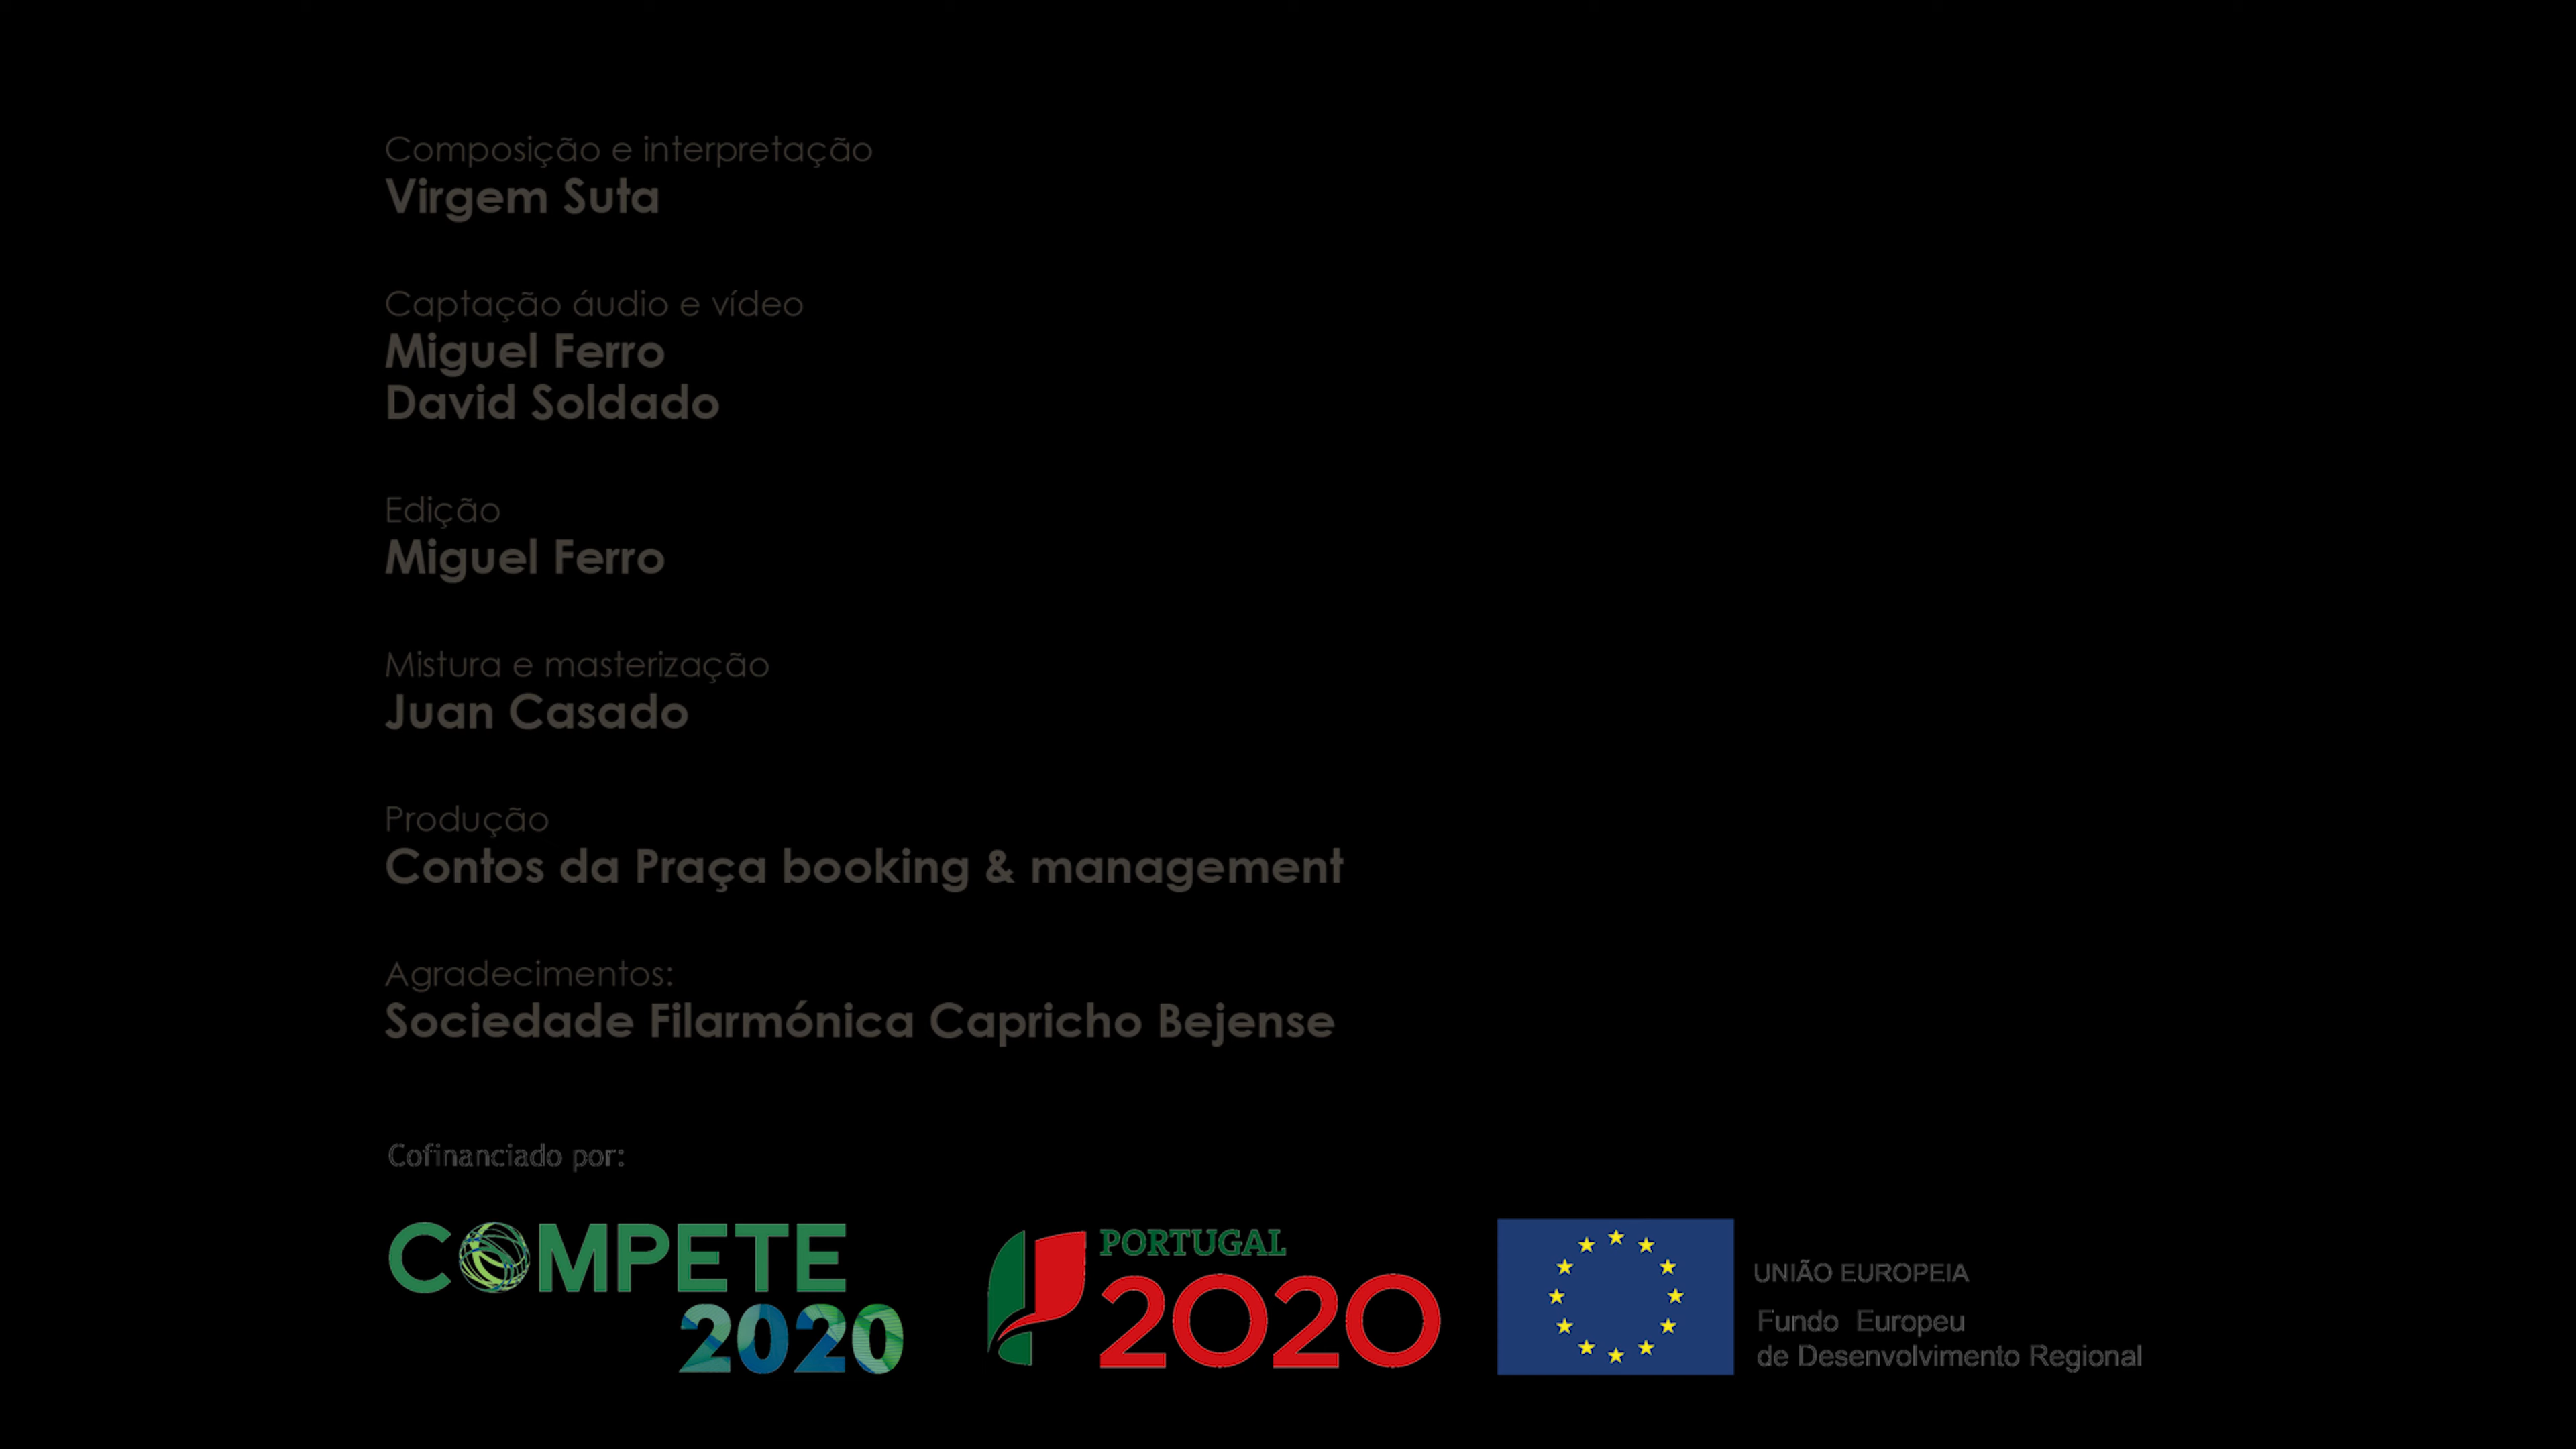 Composição e interpretação
Virgem Suta
Captação áudio e vídeo
Miguel Ferro
David Soldado
Edição
Miguel Ferro
Mistura e masterização
Juan Casado
Produção
Contos da Praça booking & management
Agradecimentos:
Sociedade Filarmónica Capricho Bejense
Cofinanciado por:
COMPETE
2020
PORTUGAL
2020
UNIÃO EUROPEIA
Fundo Europeu
de Desenvolvimento Regional